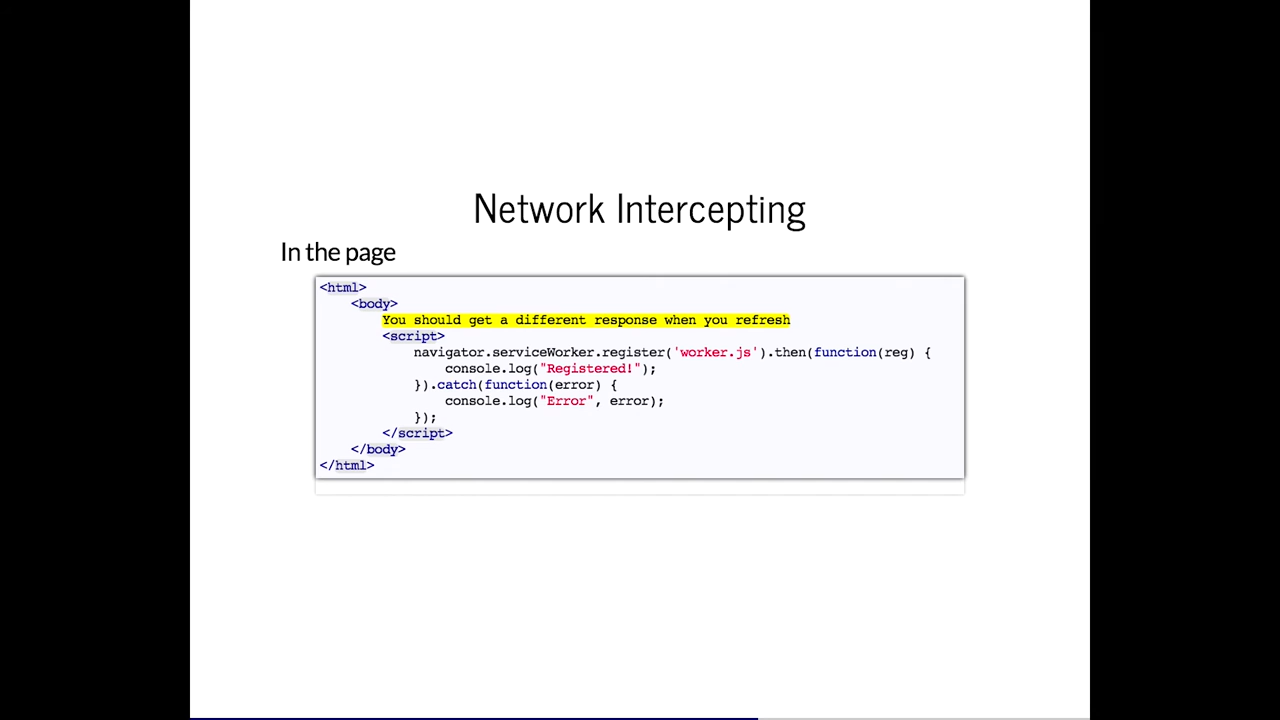 Network Intercepting
In the page
<html>
    <body>
        You should get a different response when you refresh
        <script>
            navigator.serviceWorker.register('worker.js').then(function(reg) {
                console.log("Registered!");
            }).catch(function(error) {
                console.log("Error", error);
            });
        </script>
    </body>
</html>